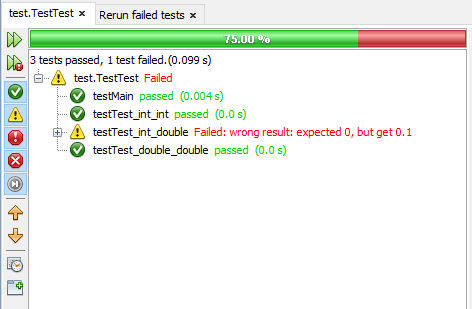 test.TestTest × Rerun failed tests ×
75.00 %
3 tests passed, 1 test failed.(0.099 s)
test.TestTest Failed
testMain passed (0.004 s)
testTest_int_int passed (0.0 s)
testTest_int_double Failed: wrong result: expected 0, but get 0.1
testTest_double_double passed (0.0 s)